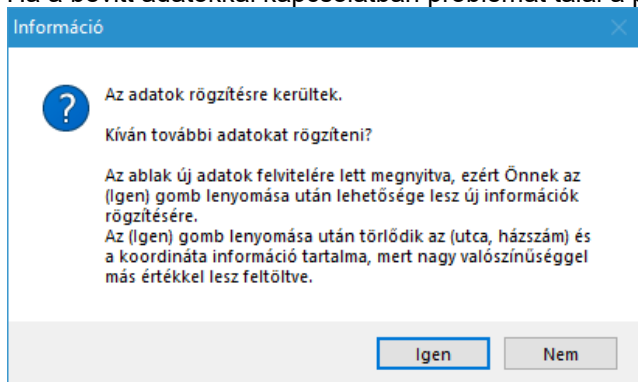 Információ
Az adatok rögzítésre kerültek.
Kíván további adatokat rögzíteni?
Az ablak új adatok felvitelére lett megnyitva, ezért Önnek az
(Igen) gomb lenyomása után lehetősége lesz új információk
rögzítésére.
Az (Igen) gomb lenyomása után törlődik az (utca, házszám) és
a koordináta információ tartalma, mert nagy valószínűséggel
más értékkel lesz feltöltve.
Igen Nem